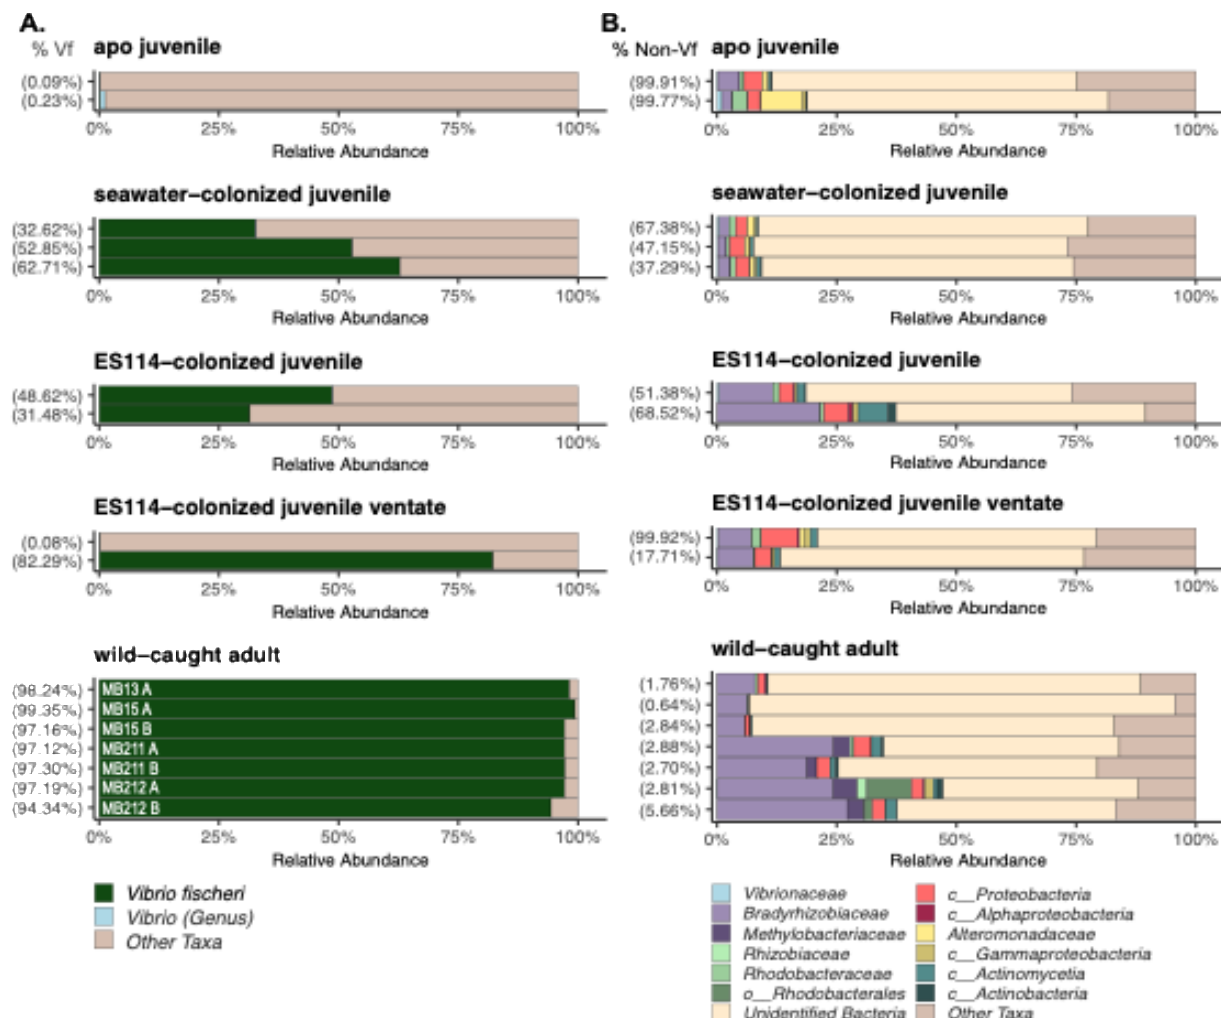 A.
% Vf apo juvenile
(0.09%)
(0.23%)
0% 25% 50% 75% 100%
Relative Abundance
seawater–colonized juvenile
(32.62%)
(52.85%)
(62.71%)
0% 25% 50% 75% 100%
Relative Abundance
ES114–colonized juvenile
(48.62%)
(31.48%)
0% 25% 50% 75% 100%
Relative Abundance
ES114–colonized juvenile ventate
(0.08%)
(82.29%)
0% 25% 50% 75% 100%
Relative Abundance
wild–caught adult
(98.24%) MB13 A
(99.35%) MB15 A
(97.16%) MB15 B
(97.12%) MB211 A
(97.30%) MB211 B
(97.19%) MB212 A
(94.34%) MB212 B
0% 25% 50% 75% 100%
Relative Abundance
Vibrio fischeri
Vibrio (Genus)
Other Taxa
B.
% Non-Vf apo juvenile
(99.91%)
(99.77%)
0% 25% 50% 75% 100%
Relative Abundance
seawater–colonized juvenile
(67.38%)
(47.15%)
(37.29%)
0% 25% 50% 75% 100%
Relative Abundance
ES114–colonized juvenile
(51.38%)
(68.52%)
0% 25% 50% 75% 100%
Relative Abundance
ES114–colonized juvenile ventate
(99.92%)
(17.71%)
0% 25% 50% 75% 100%
Relative Abundance
wild–caught adult
(1.76%)
(0.64%)
(2.84%)
(2.88%)
(2.70%)
(2.81%)
(5.66%)
0% 25% 50% 75% 100%
Relative Abundance
Vibrionaceae
Bradyrhizobiaceae
Methylobacteriaceae
Rhizobiaceae
Rhodobacteraceae
o__Rhodobacterales
Unidentified Bacteria
c__Proteobacteria
c__Alphaproteobacteria
Alteromonadaceae
c__Gammaproteobacteria
c__Actinomycetia
c__Actinobacteria
Other Taxa